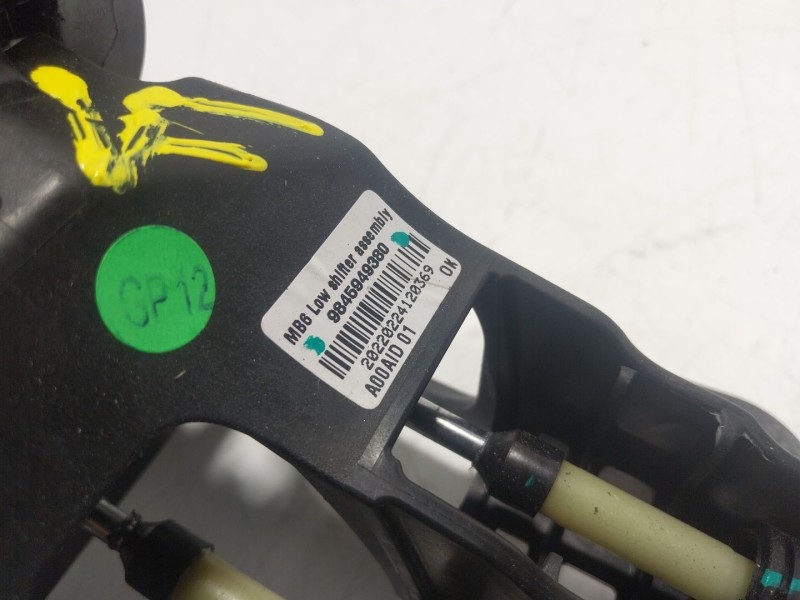 MB6 Low shifter assembly
9845949380
20220224120369 OK
A00AID 01
GP12